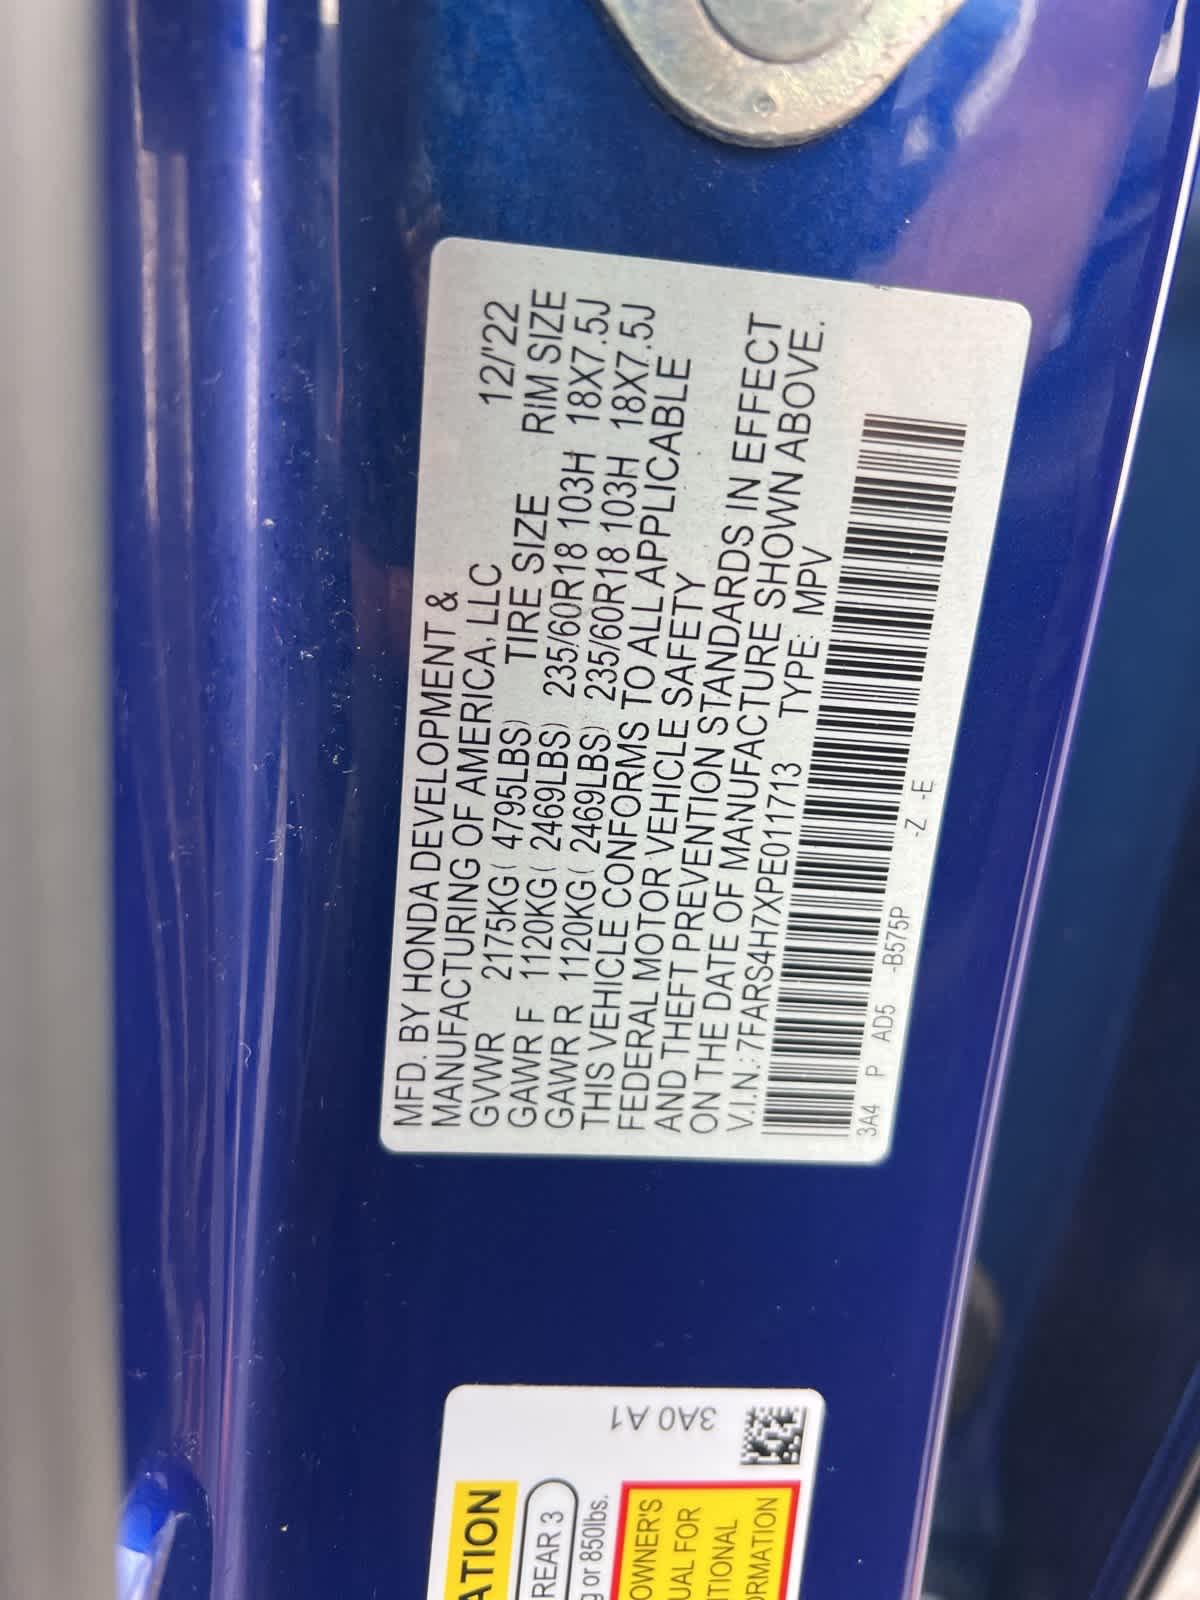 MFD. BY HONDA DEVELOPMENT &
MANUFACTURING OF AMERICA, LLC 12/'22
GVWR 2175KG( 4795LBS) TIRE SIZE RIM SIZE
GAWR F 1120KG( 2469LBS) 235/60R18 103H 18X7.5J
GAWR R 1120KG( 2469LBS) 235/60R18 103H 18X7.5J
THIS VEHICLE CONFORMS TO ALL APPLICABLE
FEDERAL MOTOR VEHICLE SAFETY
AND THEFT PREVENTION STANDARDS IN EFFECT
ON THE DATE OF MANUFACTURE SHOWN ABOVE.
V.I.N.: 7FARS4H7XPE011713 TYPE: MPV
3A4 P AD5 -B575P -Z -E
3A0 A1
ATION
REAR 3
g or 850lbs.
OWNER'S
UAL FOR
ITIONAL
ORMATION